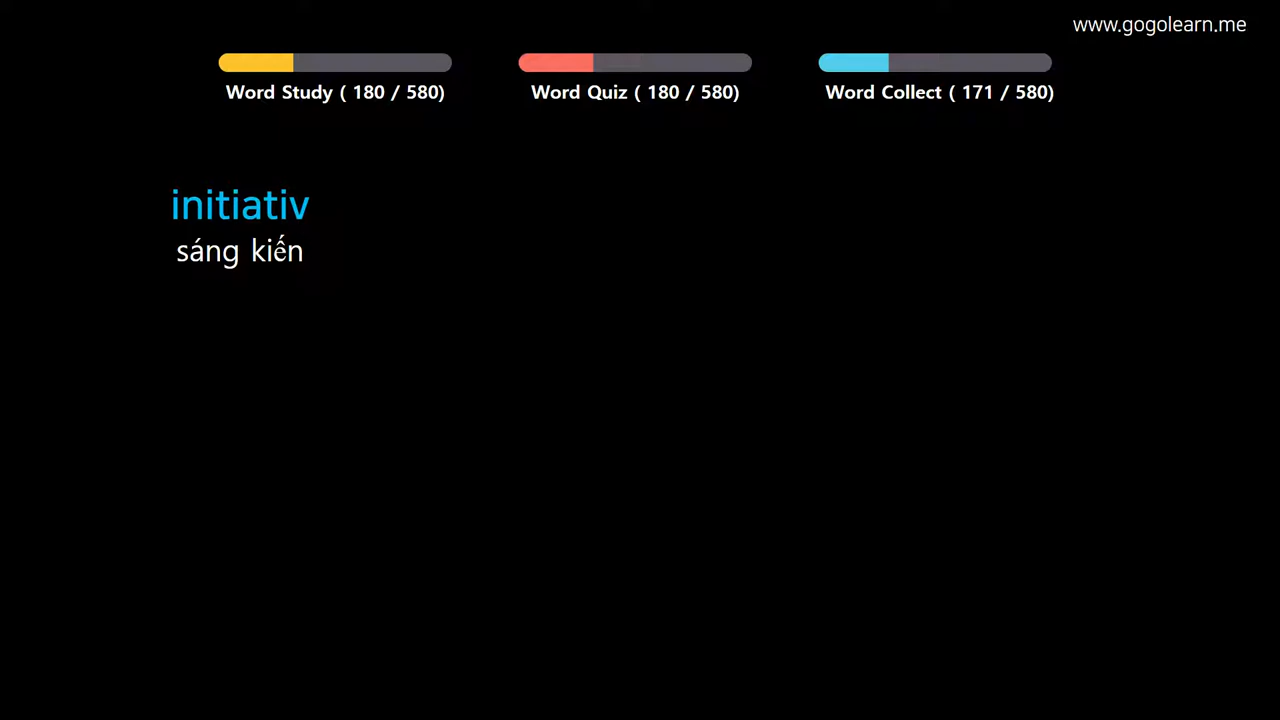 www.gogolearn.me
Word Study ( 180 / 580)
Word Quiz ( 180 / 580)
Word Collect ( 171 / 580)
initiativ
sáng kiến